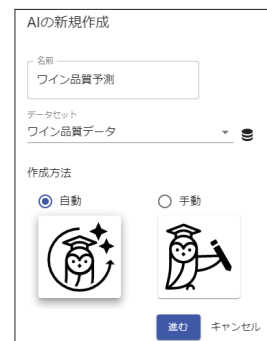 AIの新規作成
名前
ワイン品質予測
データセット
ワイン品質データ
作成方法
自動
手動
進む
キャンセル